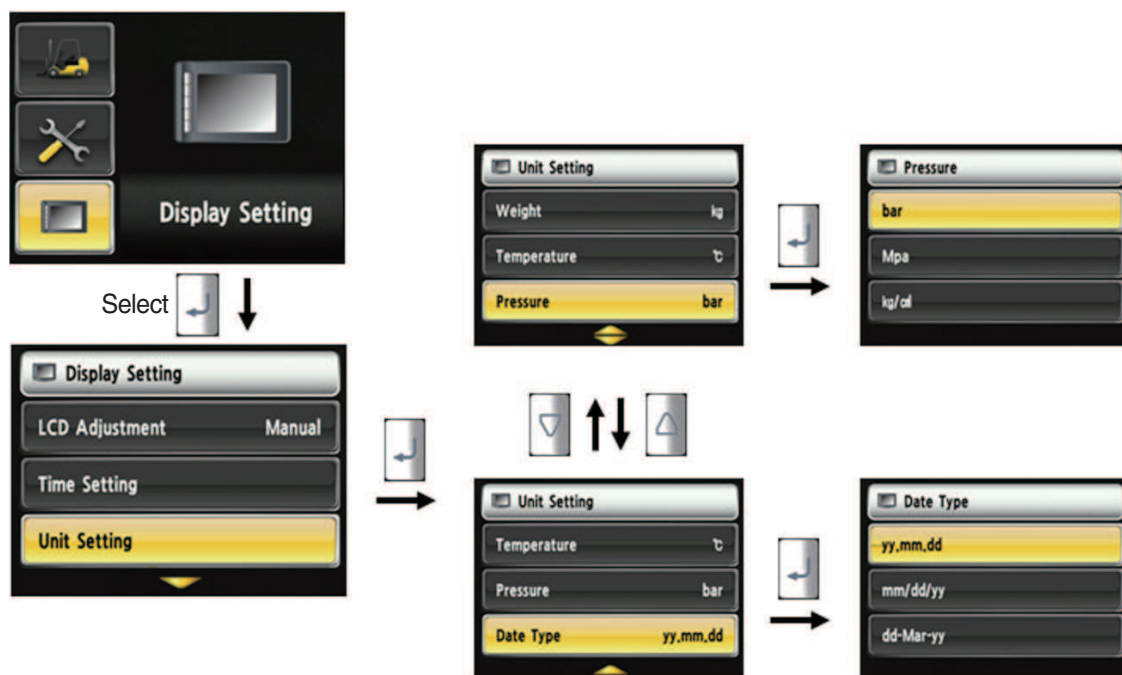 Display Setting
Select
Display Setting
LCD Adjustment Manual
Time Setting
Unit Setting
Unit Setting
Weight kg
Temperature ℃
Pressure bar
Pressure
bar
Mpa
kg/㎠
Unit Setting
Temperature ℃
Pressure bar
Date Type yy.mm.dd
Date Type
yy.mm.dd
mm/dd/yy
dd-Mar-yy